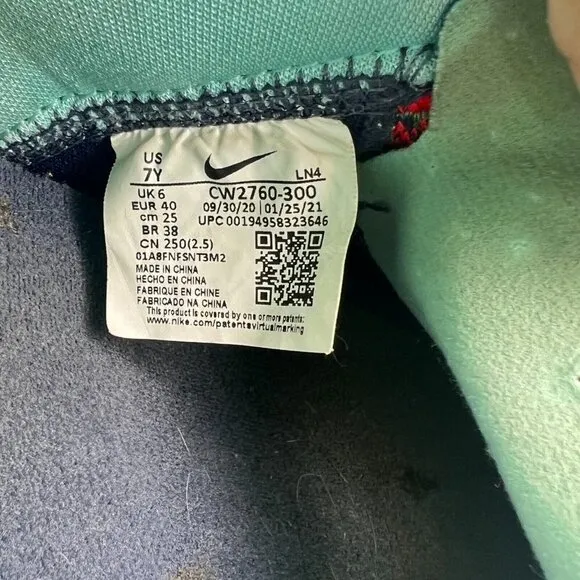 US
7Y
LN4
UK 6
CW2760-300
EUR 40
09/30/20 | 01/25/21
cm 25
UPC 00194958323646
BR 38
CN 250(2.5)
01A8FNFSNT3M2
MADE IN CHINA
HECHO EN CHINA
FABRIQUE EN CHINE
FABRICADO NA CHINA
This product is covered by one or more patents:
www.nike.com/patentsvirtualmarking